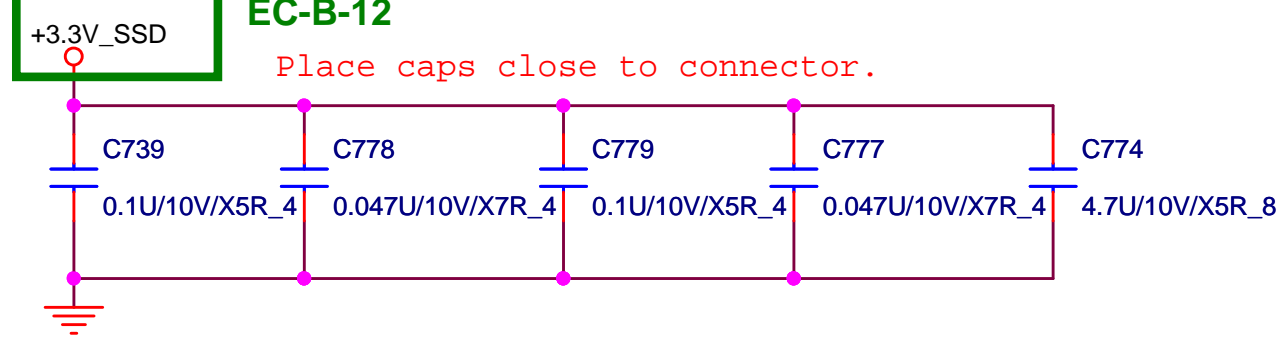 EC-B-12
+3.3V_SSD
Place caps close to connector.
C739
C778
C779
C777
C774
0.1U/10V/X5R_4
0.047U/10V/X7R_4
0.1U/10V/X5R_4
0.047U/10V/X7R_4
4.7U/10V/X5R_8